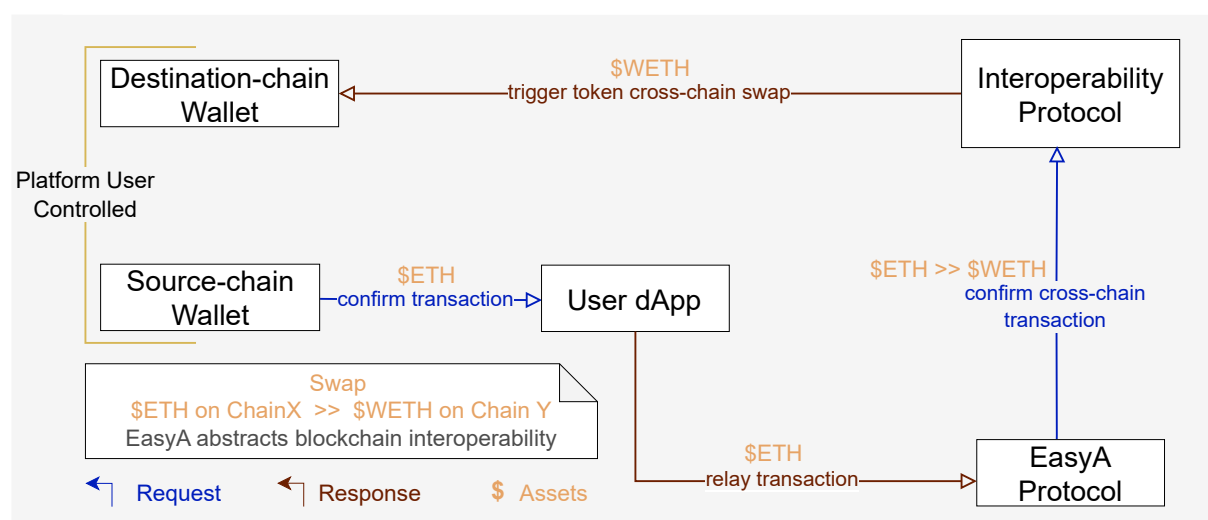 Destination-chain
Wallet
$WETH
trigger token cross-chain swap
Interoperability
Protocol
Platform User
Controlled
Source-chain
Wallet
$ETH
confirm transaction
User dApp
$ETH >> $WETH
confirm cross-chain
transaction
Swap
$ETH on ChainX >> $WETH on Chain Y
EasyA abstracts blockchain interoperability
$ETH
relay transaction
EasyA
Protocol
Request
Response
$ Assets